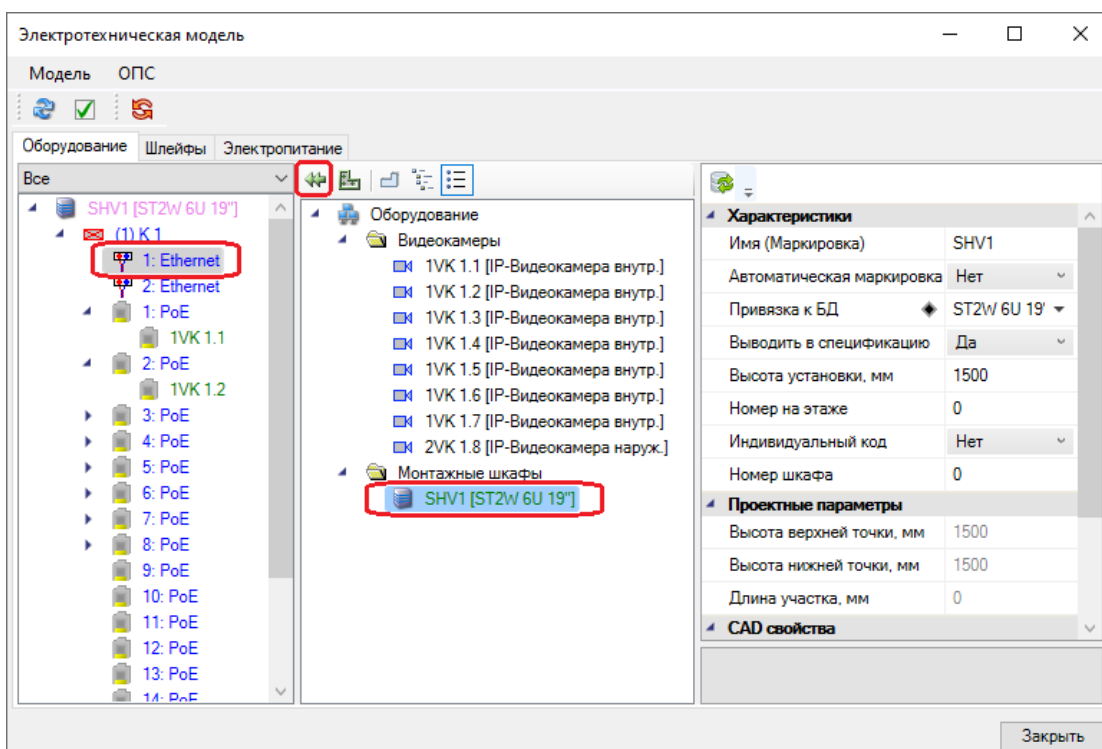 Электротехническая модель
Модель ОПС
Оборудование Шлейфы Электропитание
Все
SHV1 [ST2W 6U 19"]
(1) K 1
1: Ethernet
2: Ethernet
1: PoE
1VK 1.1
2: PoE
1VK 1.2
3: PoE
4: PoE
5: PoE
6: PoE
7: PoE
8: PoE
9: PoE
10: PoE
11: PoE
12: PoE
13: PoE
14: PoE
Оборудование
Видеокамеры
1VK 1.1 [IP-Видеокамера внутр.]
1VK 1.2 [IP-Видеокамера внутр.]
1VK 1.3 [IP-Видеокамера внутр.]
1VK 1.4 [IP-Видеокамера внутр.]
1VK 1.5 [IP-Видеокамера внутр.]
1VK 1.6 [IP-Видеокамера внутр.]
1VK 1.7 [IP-Видеокамера внутр.]
2VK 1.8 [IP-Видеокамера наруж.]
Монтажные шкафы
SHV1 [ST2W 6U 19"]
Характеристики
Имя (Маркировка) SHV1
Автоматическая маркировка Нет
Привязка к БД ST2W 6U 19'
Выводить в спецификацию Да
Высота установки, мм 1500
Номер на этаже 0
Индивидуальный код Нет
Номер шкафа 0
Проектные параметры
Высота верхней точки, мм 1500
Высота нижней точки, мм 1500
Длина участка, мм 0
CAD свойства
Закрыть